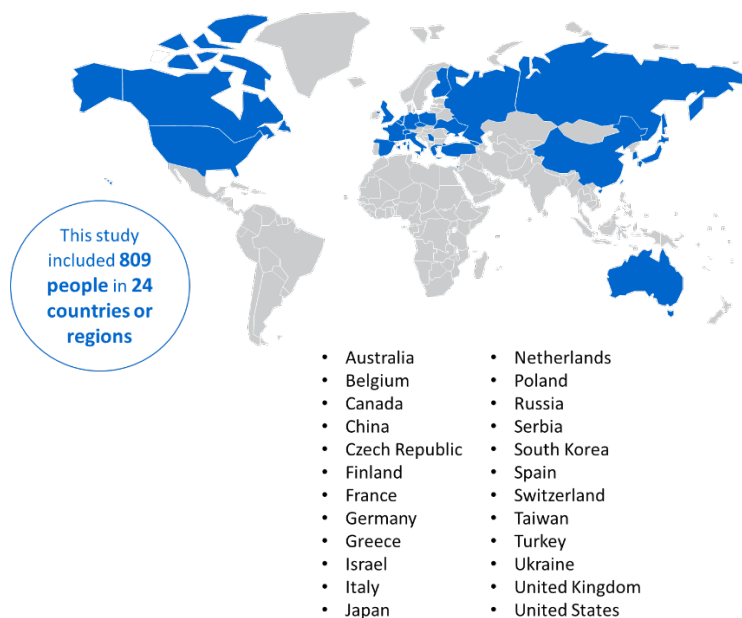 This study
included 809
people in 24
countries or
regions
• Australia
• Belgium
• Canada
• China
• Czech Republic
• Finland
• France
• Germany
• Greece
• Israel
• Italy
• Japan
• Netherlands
• Poland
• Russia
• Serbia
• South Korea
• Spain
• Switzerland
• Taiwan
• Turkey
• Ukraine
• United Kingdom
• United States